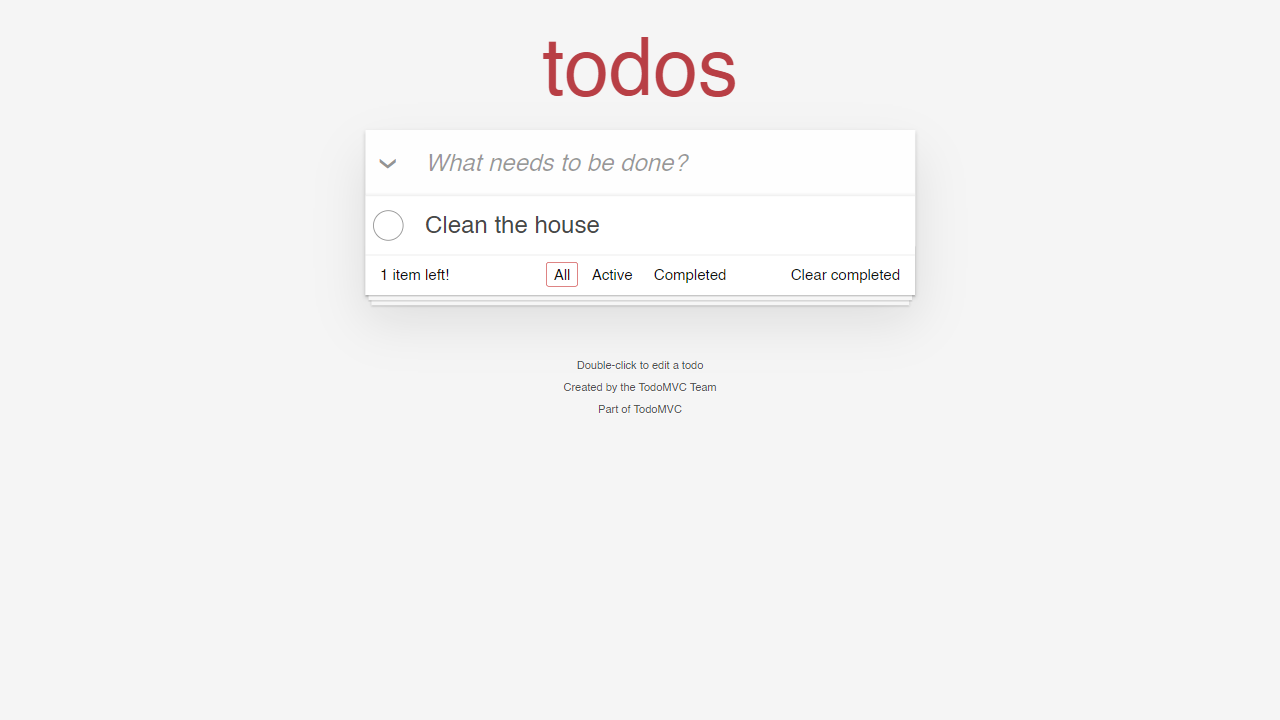 todos
What needs to be done?
Clean the house
1 item left! All Active Completed Clear completed
Double-click to edit a todo
Created by the TodoMVC Team
Part of TodoMVC